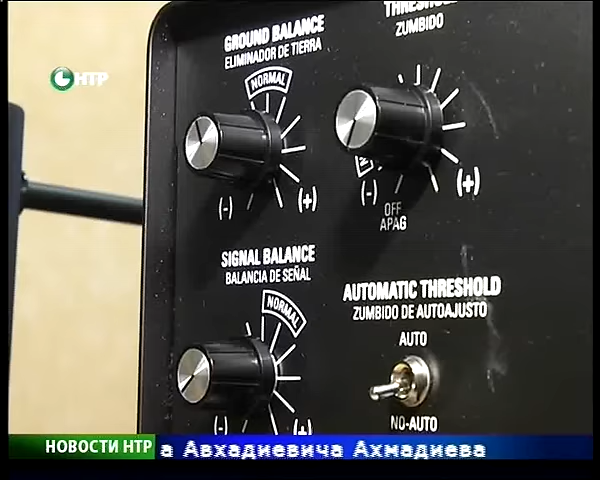 НТР
GROUND BALANCE
ELIMINADOR DE TIERRA
NORMAL
(-)
(+)
THRESHOLD
ZUMBIDO
(-)
(+)
OFF
APAG
SIGNAL BALANCE
BALANCIA DE SEÑAL
NORMAL
(-)
(+)
AUTOMATIC THRESHOLD
ZUMBIDO DE AUTOAJUSTO
AUTO
NO-AUTO
НОВОСТИ НТР
а Авхадиевича Ахмадиева